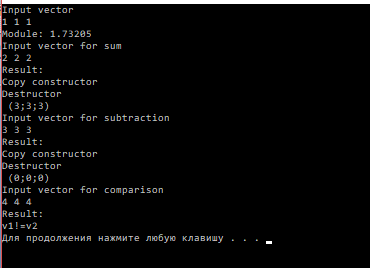 Input vector
1 1 1
Module: 1.73205
Input vector for sum
2 2 2
Result:
Copy constructor
Destructor
(3;3;3)
Input vector for subtraction
3 3 3
Result:
Copy constructor
Destructor
(0;0;0)
Input vector for comparison
4 4 4
Result:
v1!=v2
Для продолжения нажмите любую клавишу . . .